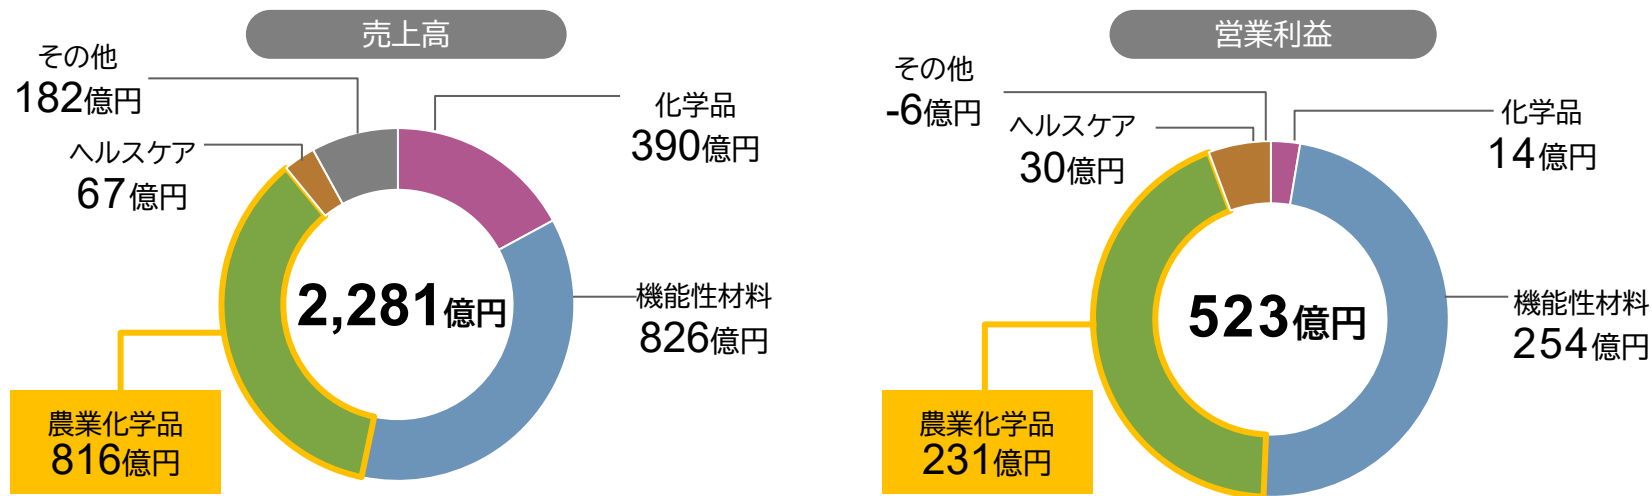 売上高
その他
182億円
ヘルスケア
67億円
化学品
390億円
2,281億円
機能性材料
826億円
農業化学品
816億円
営業利益
その他
-6億円
ヘルスケア
30億円
化学品
14億円
523億円
機能性材料
254億円
農業化学品
231億円